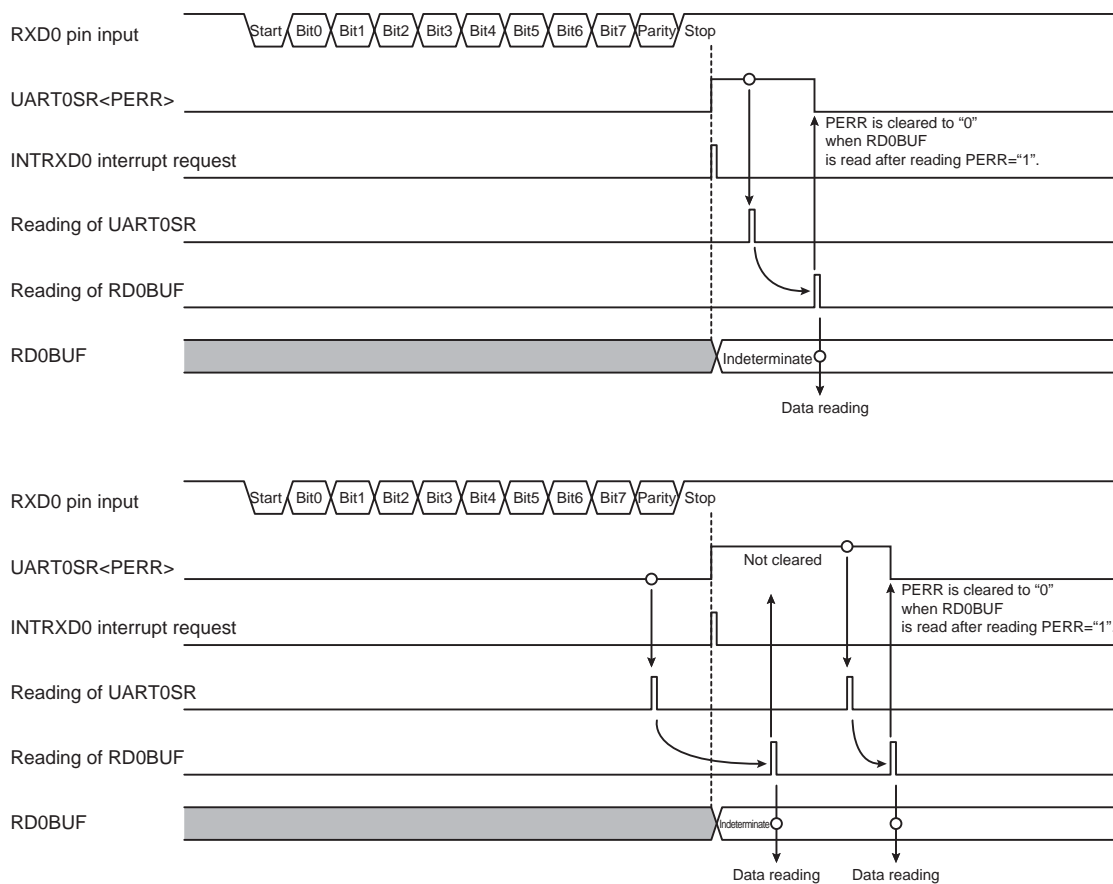 RXD0 pin input
Start Bit0 Bit1 Bit2 Bit3 Bit4 Bit5 Bit6 Bit7 Parity Stop
UART0SR<PERR>
PERR is cleared to “0”
when RD0BUF
is read after reading PERR=“1”.
INTRXD0 interrupt request
Reading of UART0SR
Reading of RD0BUF
RD0BUF
Indeterminate
Data reading
RXD0 pin input
Start Bit0 Bit1 Bit2 Bit3 Bit4 Bit5 Bit6 Bit7 Parity Stop
UART0SR<PERR>
Not cleared
PERR is cleared to “0”
when RD0BUF
is read after reading PERR=“1”.
INTRXD0 interrupt request
Reading of UART0SR
Reading of RD0BUF
RD0BUF
Indeterminate
Data reading Data reading